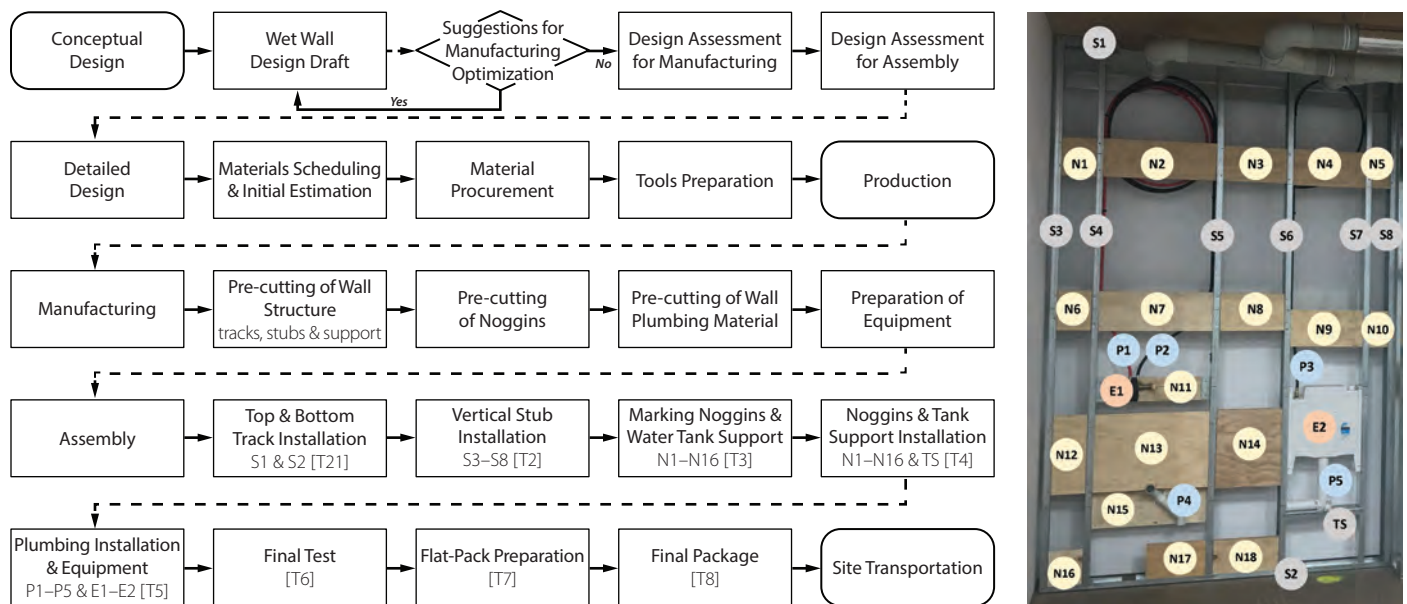 Conceptual
Design
Wet Wall
Design Draft
Suggestions for
Manufacturing
Optimization
No
Yes
Design Assessment
for Manufacturing
Design Assessment
for Assembly
Detailed
Design
Materials Scheduling
& Initial Estimation
Material
Procurement
Tools Preparation
Production
Manufacturing
Pre-cutting of Wall
Structure
tracks, stubs & support
Pre-cutting
of Noggins
Pre-cutting of Wall
Plumbing Material
Preparation of
Equipment
Assembly
Top & Bottom
Track Installation
S1 & S2 [T21]
Vertical Stub
Installation
S3–S8 [T2]
Marking Noggins &
Water Tank Support
N1–N16 [T3]
Noggins & Tank
Support Installation
N1–N16 & TS [T4]
Plumbing Installation
& Equipment
P1–P5 & E1–E2 [T5]
Final Test
[T6]
Flat-Pack Preparation
[T7]
Final Package
[T8]
Site Transportation
S1
N1 N2 N3 N4 N5
S3 S4 S5 S6 S7 S8
N6 N7 N8 N9 N10
P1 P2 P3
E1 N11
E2
N12 N13 N14
P5
N15 P4
TS
N16 N17 N18 S2